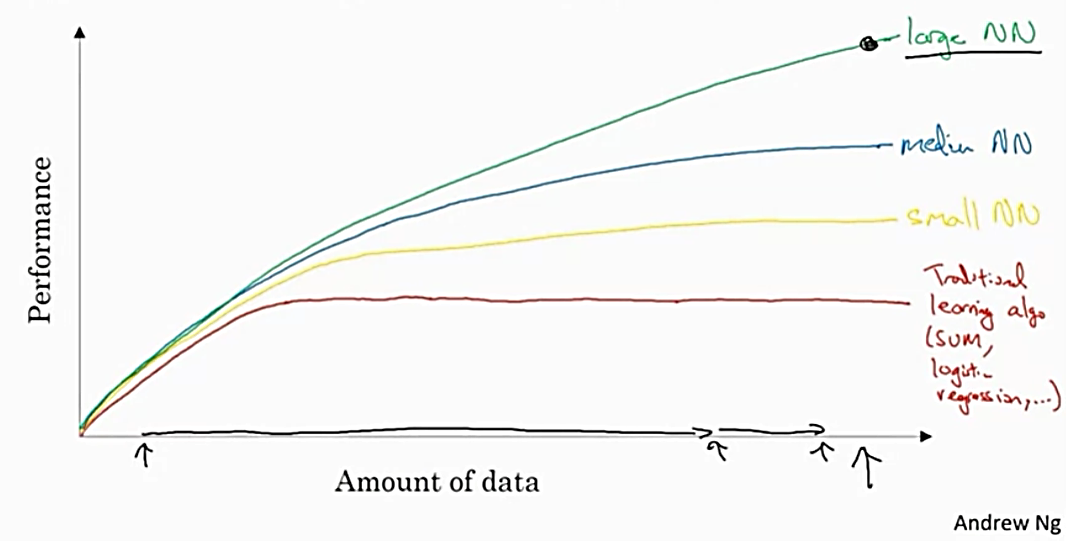 large NN
medium NN
small NN
Traditional
learning algo
(SVM,
logistic
regression,...)
Performance
Amount of data
Andrew Ng